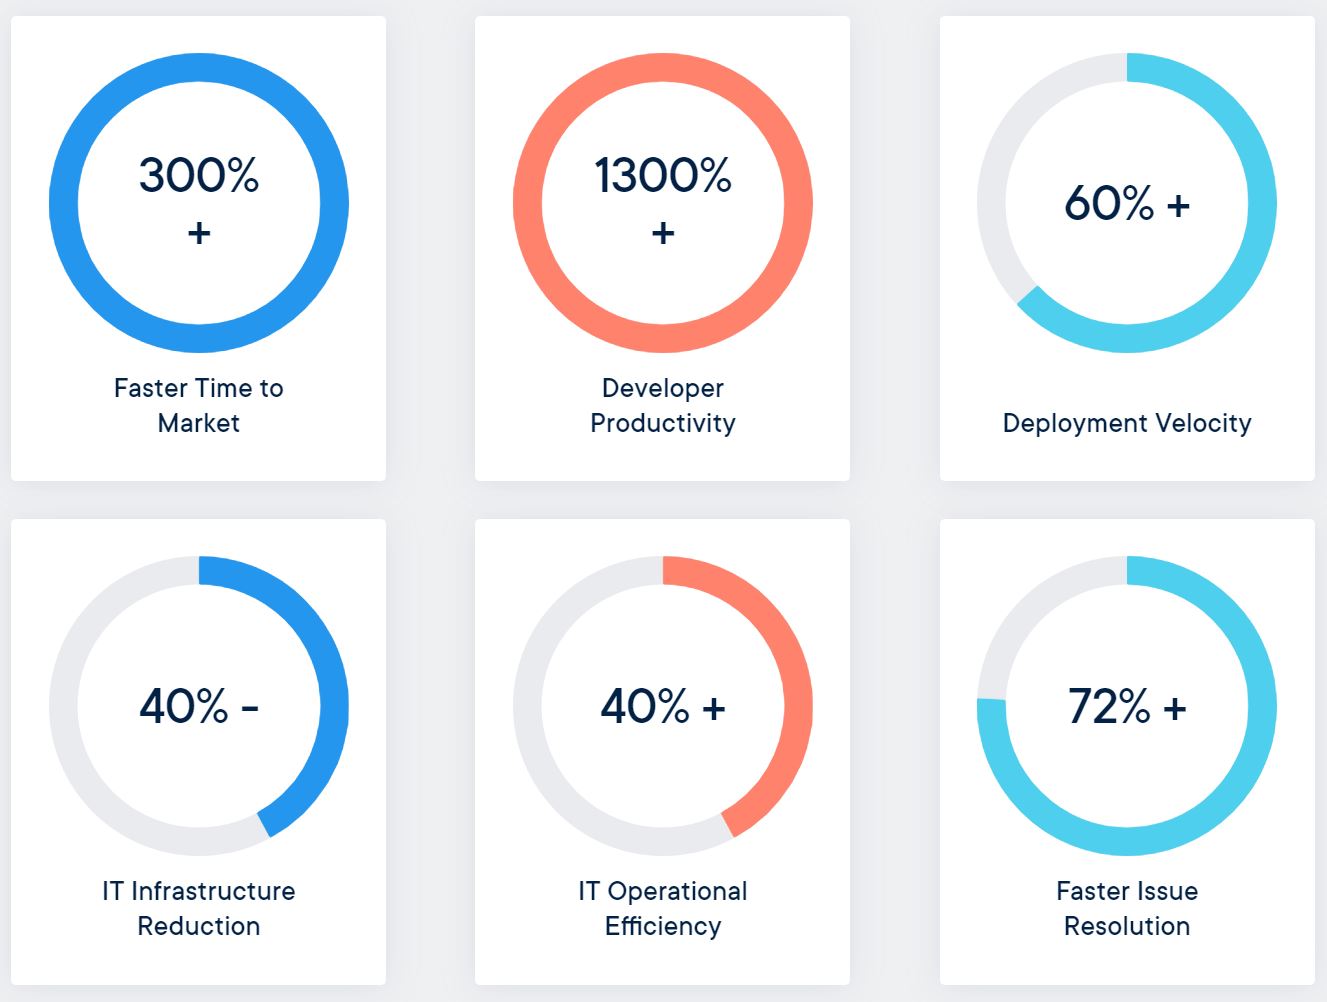 300%
+
Faster Time to
Market
1300%
+
Developer
Productivity
60% +
Deployment Velocity
40% -
IT Infrastructure
Reduction
40% +
IT Operational
Efficiency
72% +
Faster Issue
Resolution